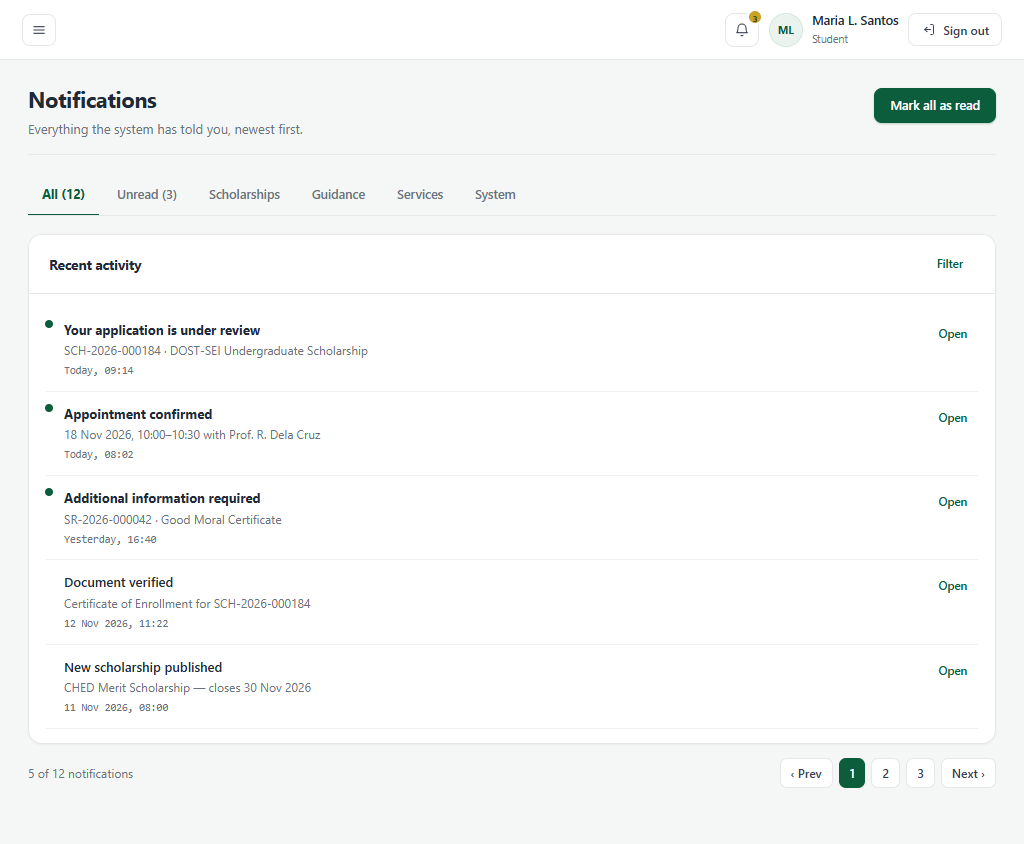 3
ML
Maria L. Santos
Student
Sign out
Notifications
Everything the system has told you, newest first.
Mark all as read
All (12)
Unread (3)
Scholarships
Guidance
Services
System
Recent activity
Filter
Your application is under review
SCH-2026-000184 · DOST-SEI Undergraduate Scholarship
Today, 09:14
Open
Appointment confirmed
18 Nov 2026, 10:00–10:30 with Prof. R. Dela Cruz
Today, 08:02
Open
Additional information required
SR-2026-000042 · Good Moral Certificate
Yesterday, 16:40
Open
Document verified
Certificate of Enrollment for SCH-2026-000184
12 Nov 2026, 11:22
Open
New scholarship published
CHED Merit Scholarship — closes 30 Nov 2026
11 Nov 2026, 08:00
Open
5 of 12 notifications
‹ Prev
1
2
3
Next ›